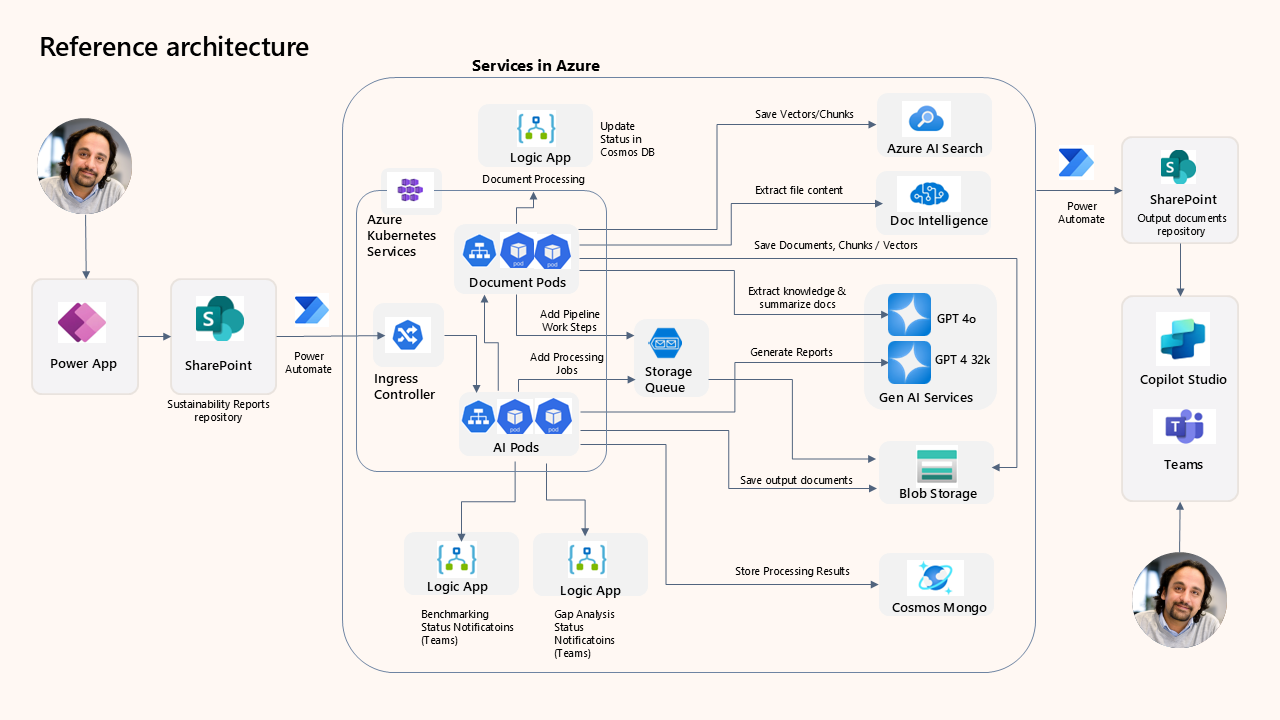 Reference architecture
Services in Azure
Logic App
Update
Status in
Cosmos DB
Document Processing
Azure
Kubernetes
Services
pod
pod
Document Pods
Ingress
Controller
pod
pod
AI Pods
Power App
SharePoint
Sustainability Reports
repository
Power
Automate
Add Pipeline
Work Steps
Add Processing
Jobs
Storage
Queue
Save Vectors/Chunks
Azure AI Search
Extract file content
Doc Intelligence
Save Documents, Chunks / Vectors
Extract knowledge &
summarize docs
GPT 4o
Generate Reports
GPT 4 32k
Gen AI Services
Save output documents
Blob Storage
Store Processing Results
Cosmos Mongo
Logic App
Benchmarking
Status Notificatoins
(Teams)
Logic App
Gap Analysis
Status
Notificatoins
(Teams)
Power
Automate
SharePoint
Output documents
repository
Copilot Studio
Teams